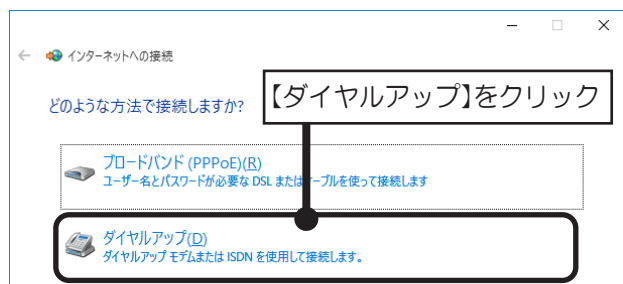 インターネットへの接続
どのような方法で接続しますか?
【ダイヤルアップ】をクリック
ブロードバンド (PPPoE)(R)
ユーザー名とパスワードが必要な DSL またはケーブルを使って接続します
ダイヤルアップ(D)
ダイヤルアップ モデムまたは ISDN を使用して接続します。